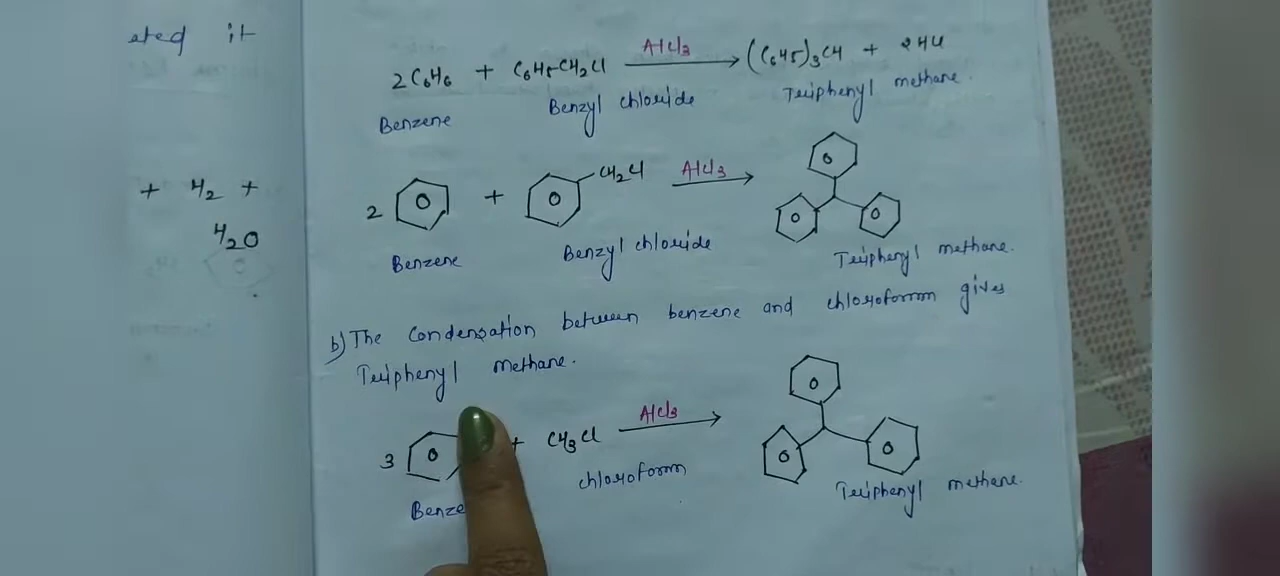 eted it
+ H2 +
H2O
2C6H6 + C6H5-CH2Cl AlCl3 (C6H5)3CH + 2HCl
Benzene Benzyl chloride Triphenyl methane.
2 + CH2Cl AlCl3
Benzene Benzyl chloride Triphenyl methane.
b) The condensation between benzene and chloroform gives
Triphenyl methane.
3 + CH3Cl AlCl3
Benze chloroform Triphenyl methane.